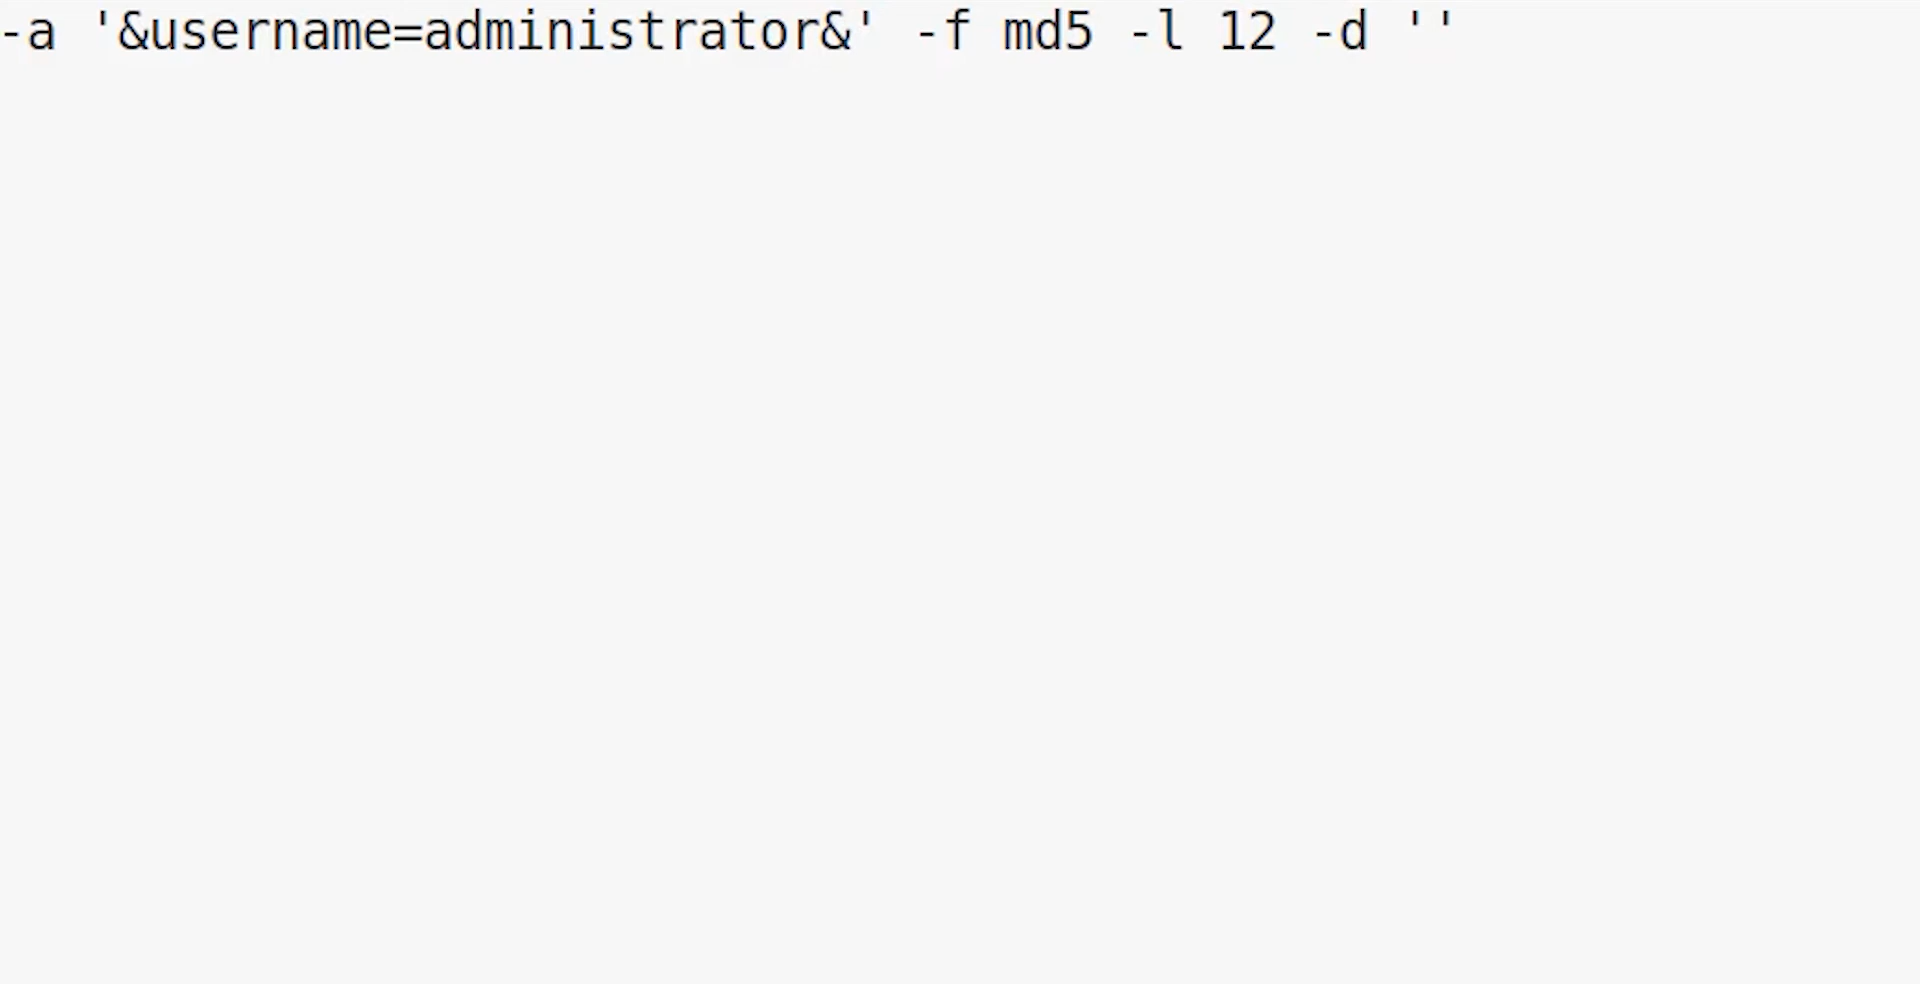 -a '&username=administrator&' -f md5 -l 12 -d ''